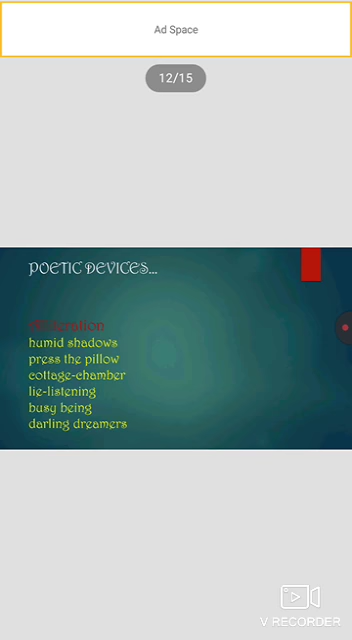 Ad Space
12/15
POETIC DEVICES...
Alliteration
humid shadows
press the pillow
cottage-chamber
lie-listening
busy being
darling dreamers
V RECORDER